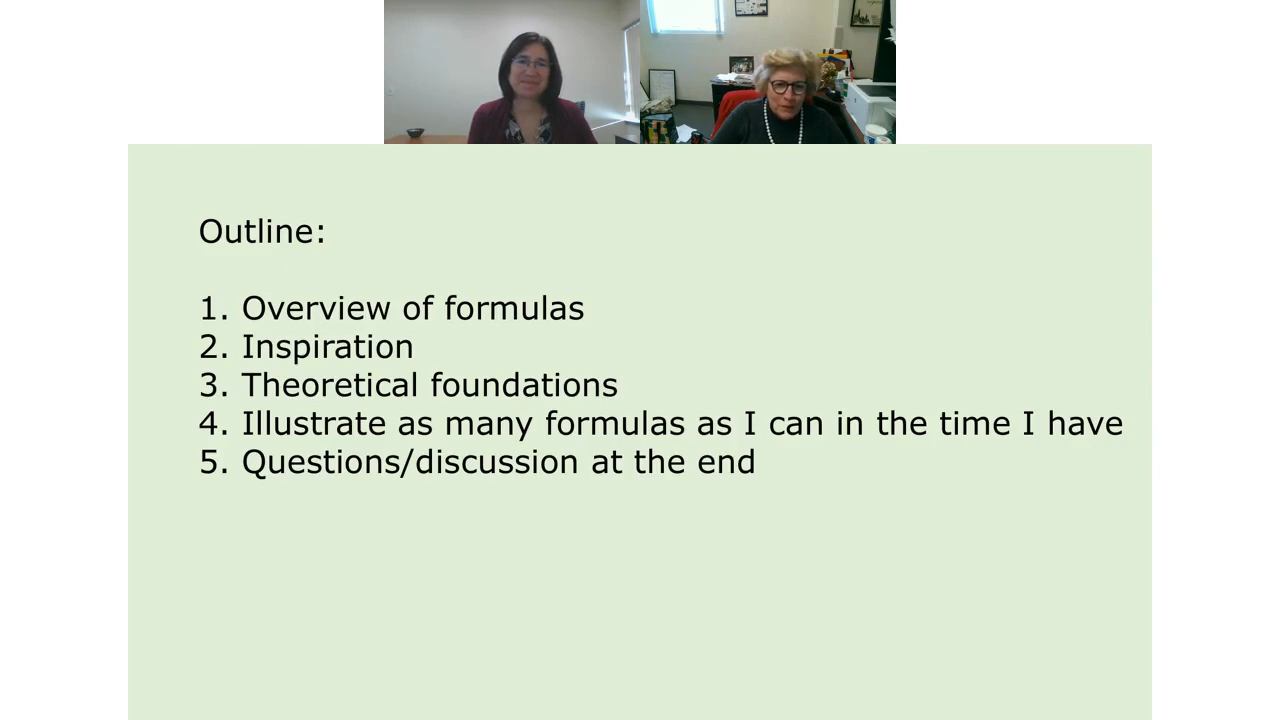 Outline:
1. Overview of formulas
2. Inspiration
3. Theoretical foundations
4. Illustrate as many formulas as I can in the time I have
5. Questions/discussion at the end